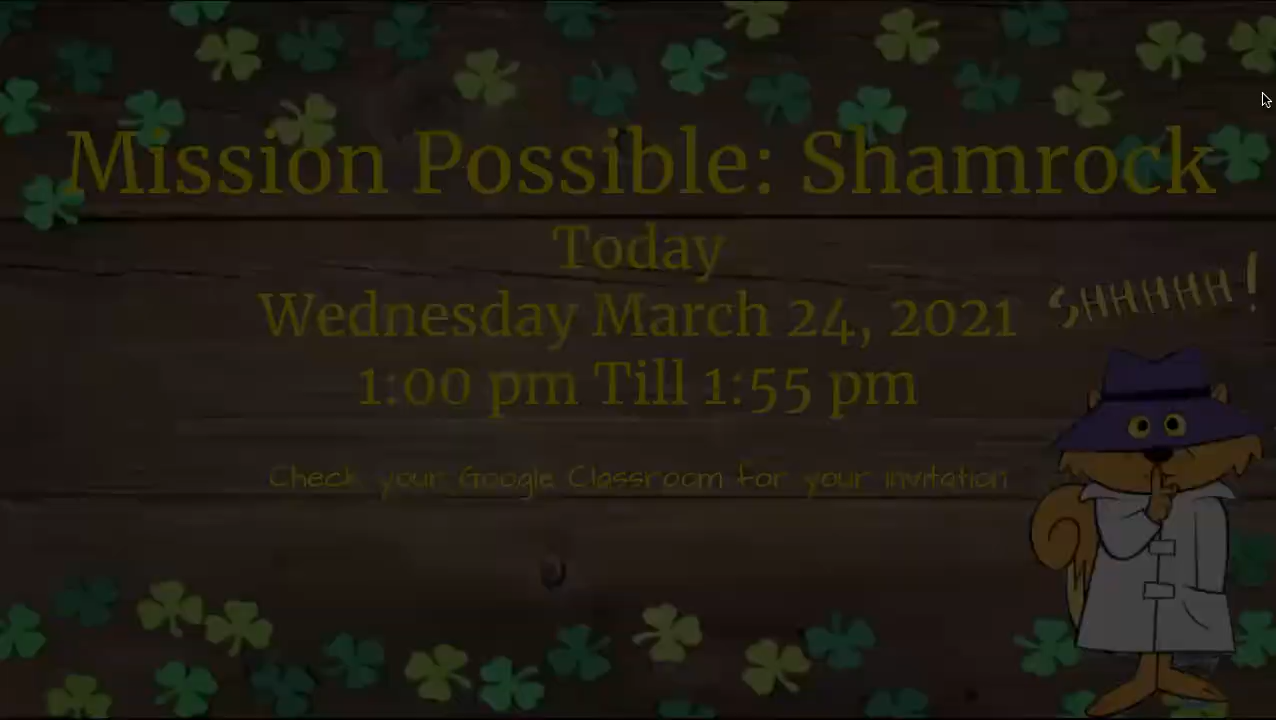 Mission Possible: Shamrock
Today
Wednesday March 24, 2021
SHHHHH!
1:00 pm Till 1:55 pm
Check your Google Classroom for your invitation